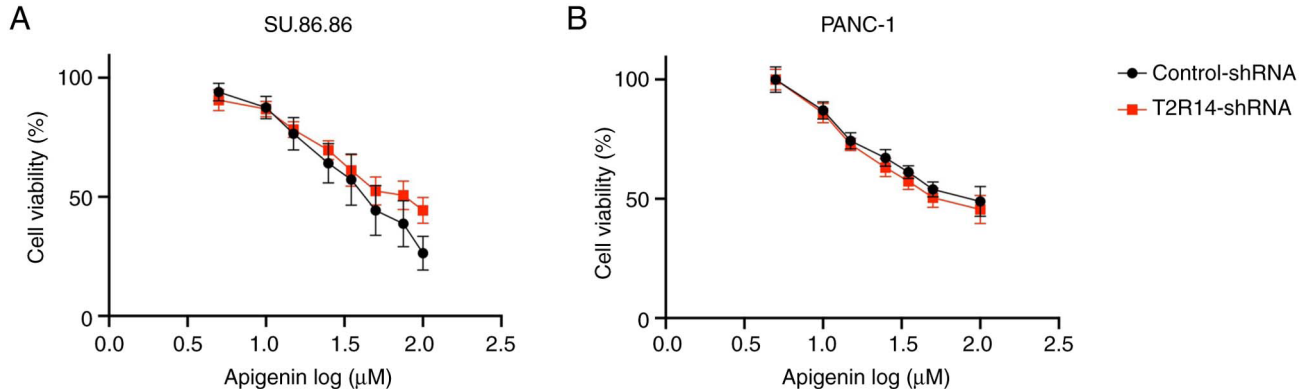 A
SU.86.86
Cell viability (%)
100
50
0
0.0 0.5 1.0 1.5 2.0 2.5
Apigenin log (μM)
B
PANC-1
Cell viability (%)
100
50
0
0.0 0.5 1.0 1.5 2.0 2.5
Apigenin log (μM)
Control-shRNA
T2R14-shRNA